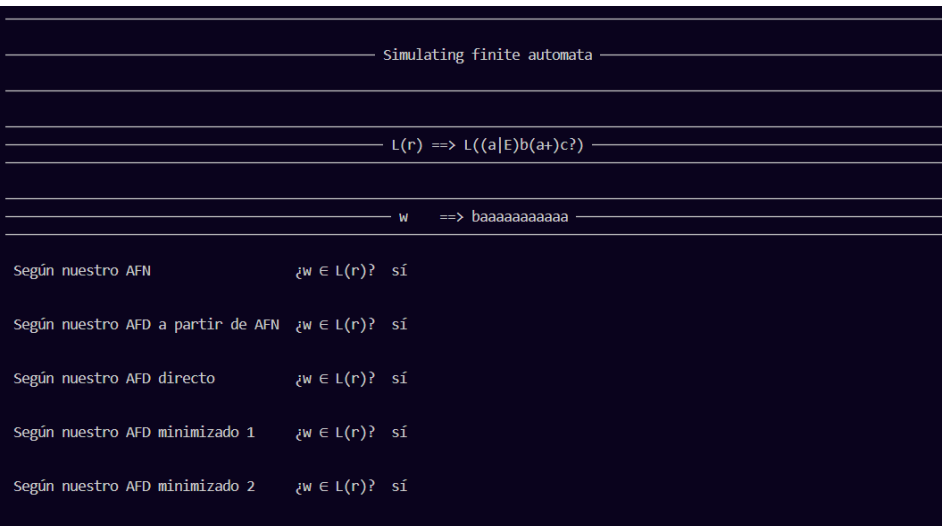 Simulating finite automata
L(r) ==> L((a|E)b(a+)c?)
w ==> baaaaaaaaaaa
Según nuestro AFN ¿w ∈ L(r)? sí
Según nuestro AFD a partir de AFN ¿w ∈ L(r)? sí
Según nuestro AFD directo ¿w ∈ L(r)? sí
Según nuestro AFD minimizado 1 ¿w ∈ L(r)? sí
Según nuestro AFD minimizado 2 ¿w ∈ L(r)? sí